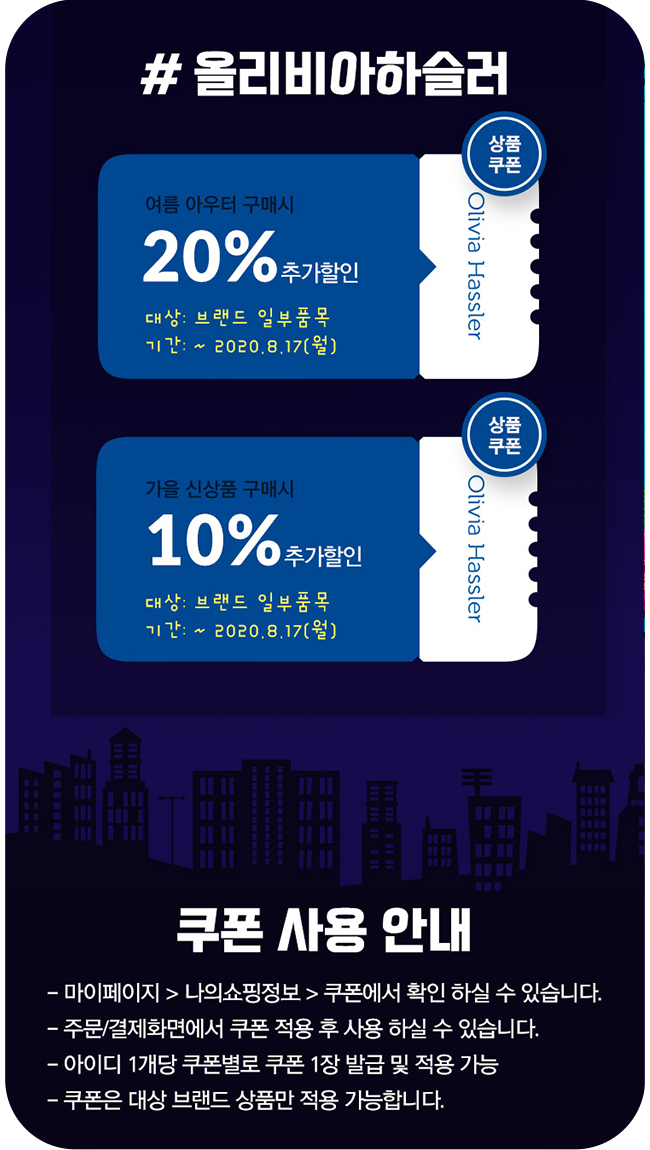 # 올리비아하슬러
상품
쿠폰
여름 아우터 구매시
20% 추가할인
대상: 브랜드 일부품목
기간: ~ 2020.8.17(월)
Olivia Hassler
상품
쿠폰
가을 신상품 구매시
10% 추가할인
대상: 브랜드 일부품목
기간: ~ 2020.8.17(월)
Olivia Hassler
쿠폰 사용 안내
- 마이페이지 > 나의쇼핑정보 > 쿠폰에서 확인 하실 수 있습니다.
- 주문/결제화면에서 쿠폰 적용 후 사용 하실 수 있습니다.
- 아이디 1개당 쿠폰별로 쿠폰 1장 발급 및 적용 가능
- 쿠폰은 대상 브랜드 상품만 적용 가능합니다.